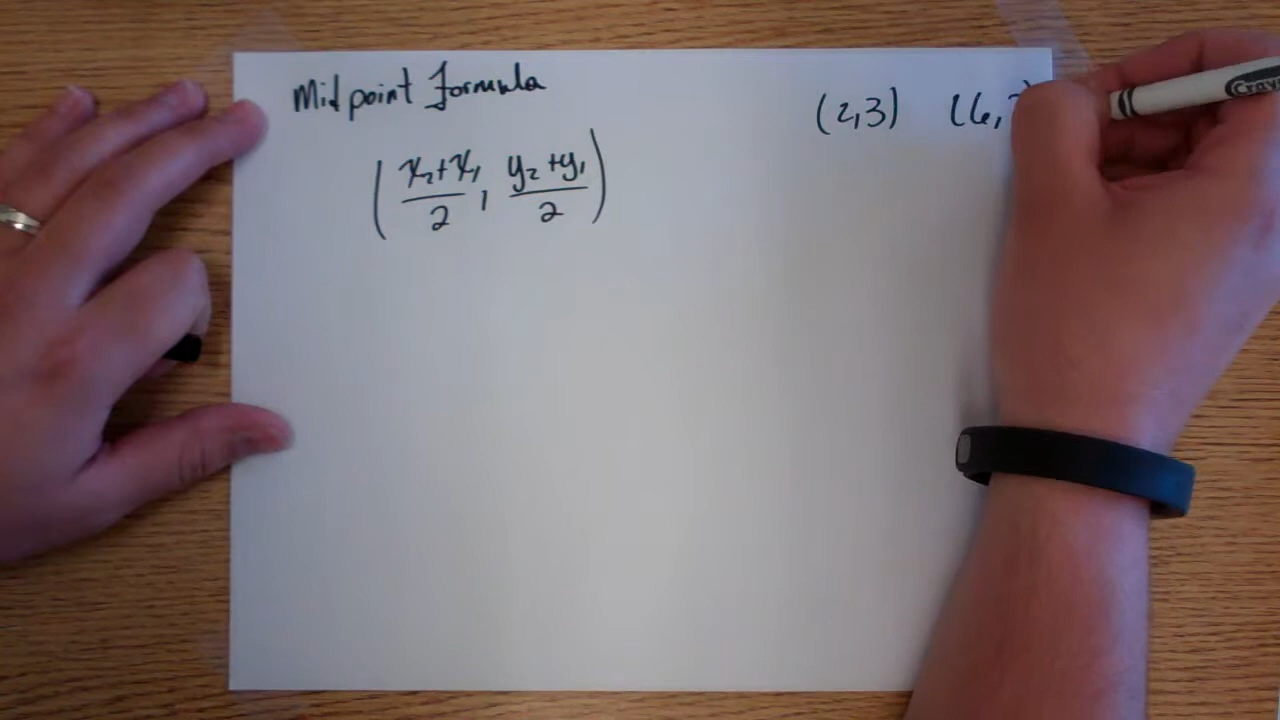 Midpoint formula
(2,3) (6,
( x₂+x₁/2 , y₂+y₁/2 )